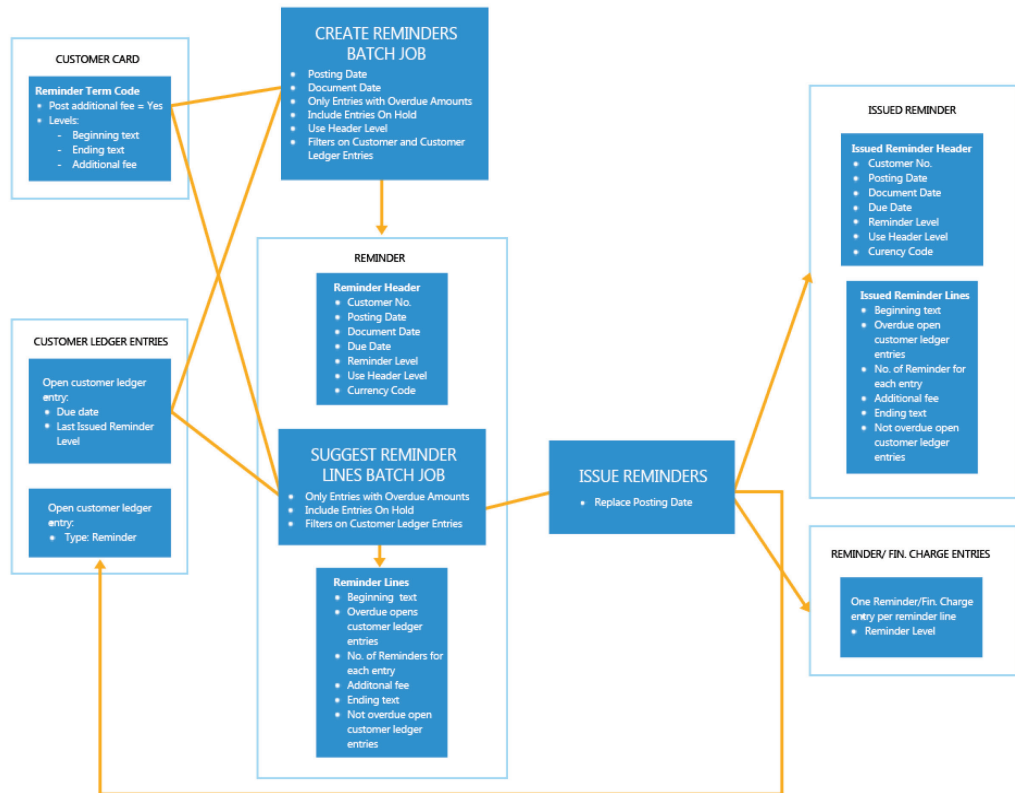 CUSTOMER CARD
Reminder Term Code
• Post additional fee = Yes
• Levels:
- Beginning text
- Ending text
- Additional fee
CREATE REMINDERS
BATCH JOB
• Posting Date
• Document Date
• Only Entries with Overdue Amounts
• Include Entries On Hold
• Use Header Level
• Filters on Customer and Customer
Ledger Entries
CUSTOMER LEDGER ENTRIES
Open customer ledger
entry:
• Due date
• Last Issued Reminder
Level
Open customer ledger
entry:
• Type: Reminder
REMINDER
Reminder Header
• Customer No.
• Posting Date
• Document Date
• Due Date
• Reminder Level
• Use Header Level
• Currency Code
SUGGEST REMINDER
LINES BATCH JOB
• Only Entries with Overdue Amounts
• Include Entries On Hold
• Filters on Customer Ledger Entries
Reminder Lines
• Beginning text
• Overdue opens
customer ledger
entries
• No. of Reminders for
each entry
• Additonal fee
• Ending text
• Not overdue open
customer ledger
entries
ISSUE REMINDERS
• Replace Posting Date
ISSUED REMINDER
Issued Reminder Header
• Customer No.
• Posting Date
• Document Date
• Due Date
• Reminder Level
• Use Header Level
• Curency Code
Issued Reminder Lines
• Beginning text
• Overdue open
customer ledger
entries
• No. of Reminder for
each entry
• Additional fee
• Ending text
• Not overdue open
customer ledger
entries
REMINDER/ FIN. CHARGE ENTRIES
One Reminder/Fin. Charge
entry per reminder line
• Reminder Level